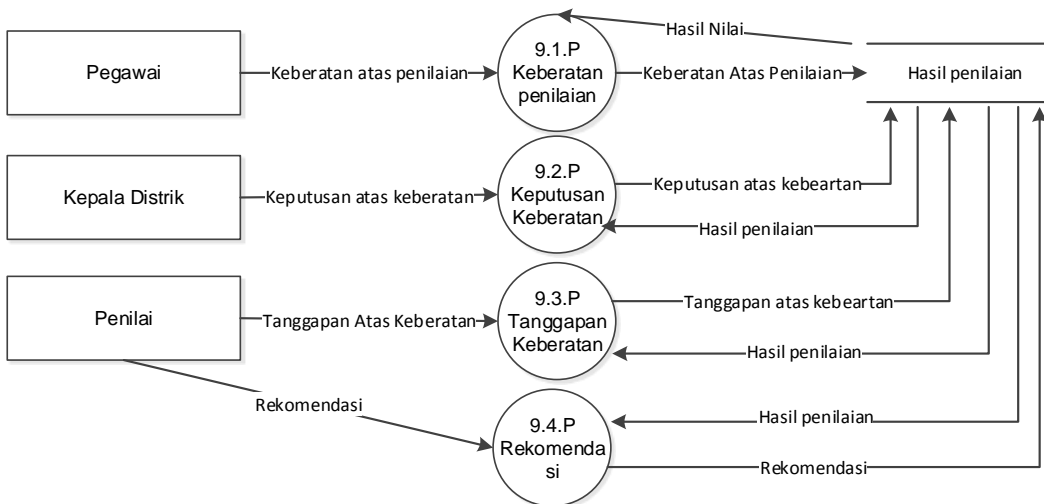 Hasil Nilai
Pegawai
Keberatan atas penilaian
9.1.P
Keberatan
penilaian
Keberatan Atas Penilaian
Hasil penilaian
Kepala Distrik
Keputusan atas keberatan
9.2.P
Keputusan
Keberatan
Keputusan atas kebeartan
Hasil penilaian
Penilai
Tanggapan Atas Keberatan
9.3.P
Tanggapan
Keberatan
Tanggapan atas kebeartan
Hasil penilaian
Rekomendasi
9.4.P
Rekomenda
si
Hasil penilaian
Rekomendasi